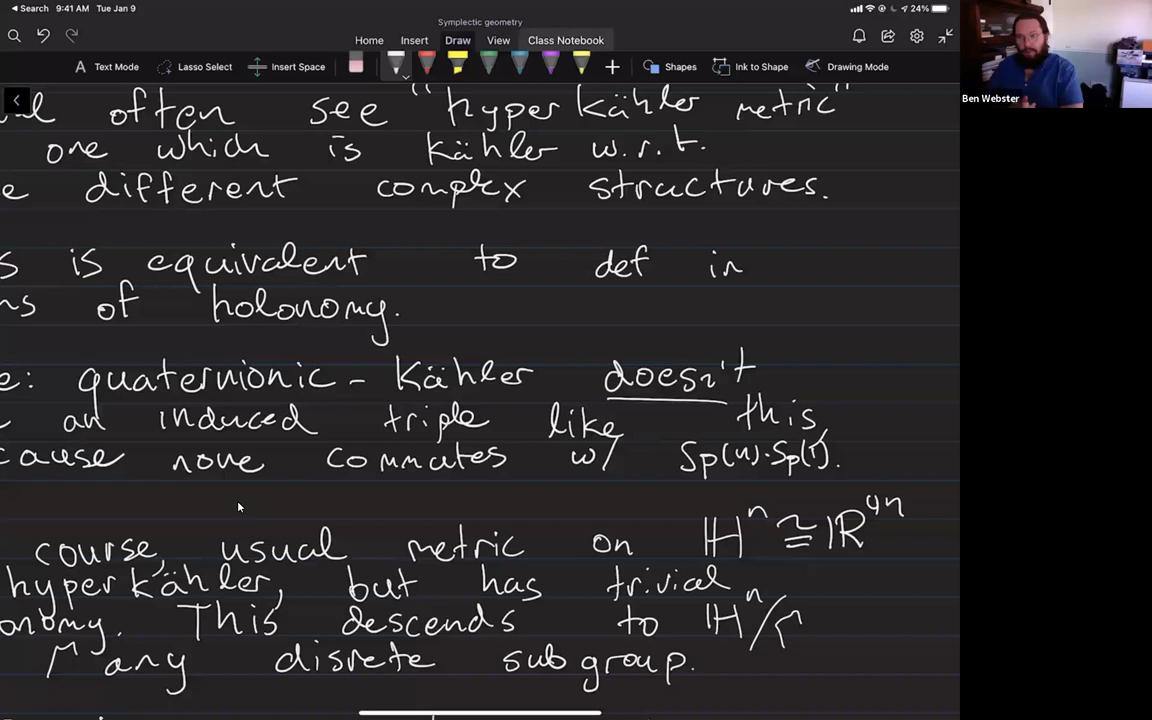 Search 9:41 AM Tue Jan 9
24%
Symplectic geometry
Home Insert Draw View Class Notebook
Text Mode Lasso Select Insert Space Shapes Ink to Shape Drawing Mode
Ben Webster
often see "hyper Kähler metric"
one which is Kähler w.r.t.
different complex structures.
is equivalent to def in
of holonomy.
quaternionic - Kähler doesn't
an induced triple like this,
cause none commutes w/ Sp(n)·Sp(1).
course, usual metric on ℍⁿ ≅ ℝ⁴ⁿ
hyperkähler, but has trivial
onomy. This descends to ℍⁿ/Γ
Γ any disrete subgroup.